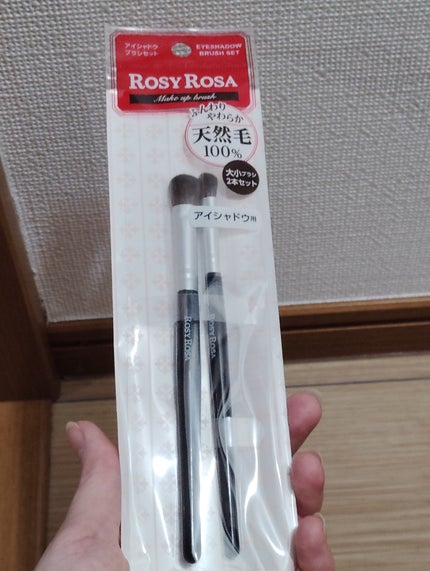 アイシャドウ
ブラシセット
EYESHADOW
BRUSH SET
ROSY ROSA
Make up brush
ふんわり
やわらか
天然毛
100%
大小ブラシ
2本セット
アイシャドウ用
ROSY ROSA
ROSY ROSA